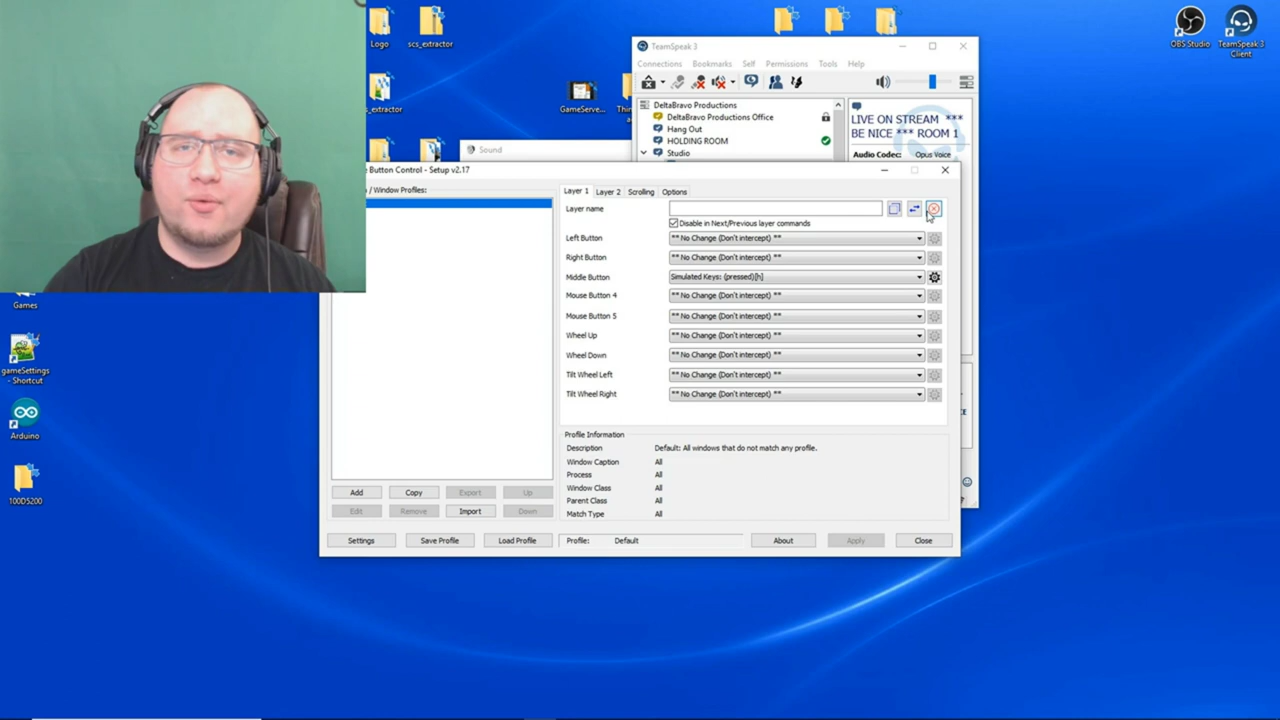 Logo
scs_extractor
OBS Studio
TeamSpeak 3
Client
TeamSpeak 3
Connections Bookmarks Self Permissions Tools Help
s_extractor
GameServe...
DeltaBravo Productions
DeltaBravo Productions Office
Hang Out
HOLDING ROOM
Studio
LIVE ON STREAM ***
BE NICE *** ROOM 1
Audio Codec: Opus Voice
Sound
Button Control - Setup v2.17
/ Window Profiles:
Layer 1 Layer 2 Scrolling Options
Layer name
Disable in Next/Previous layer commands
Left Button ** No Change (Don't intercept) **
Right Button ** No Change (Don't intercept) **
Middle Button Simulated Keys: (pressed)[h]
Mouse Button 4 ** No Change (Don't intercept) **
Mouse Button 5 ** No Change (Don't intercept) **
Wheel Up ** No Change (Don't intercept) **
Wheel Down ** No Change (Don't intercept) **
Tilt Wheel Left ** No Change (Don't intercept) **
Tilt Wheel Right ** No Change (Don't intercept) **
Profile Information
Description Default: All windows that do not match any profile.
Window Caption All
Process All
Window Class All
Parent Class All
Match Type All
Add Copy Export Up
Edit Remove Import Down
Settings Save Profile Load Profile Profile: Default About Apply Close
Games
gameSettings
- Shortcut
Arduino
100D5200